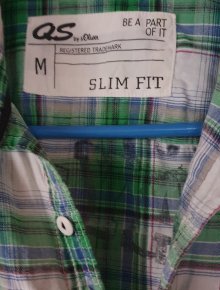 QS by s.Oliver
REGISTERED TRADEMARK
BE A PART
OF IT
M
SLIM FIT